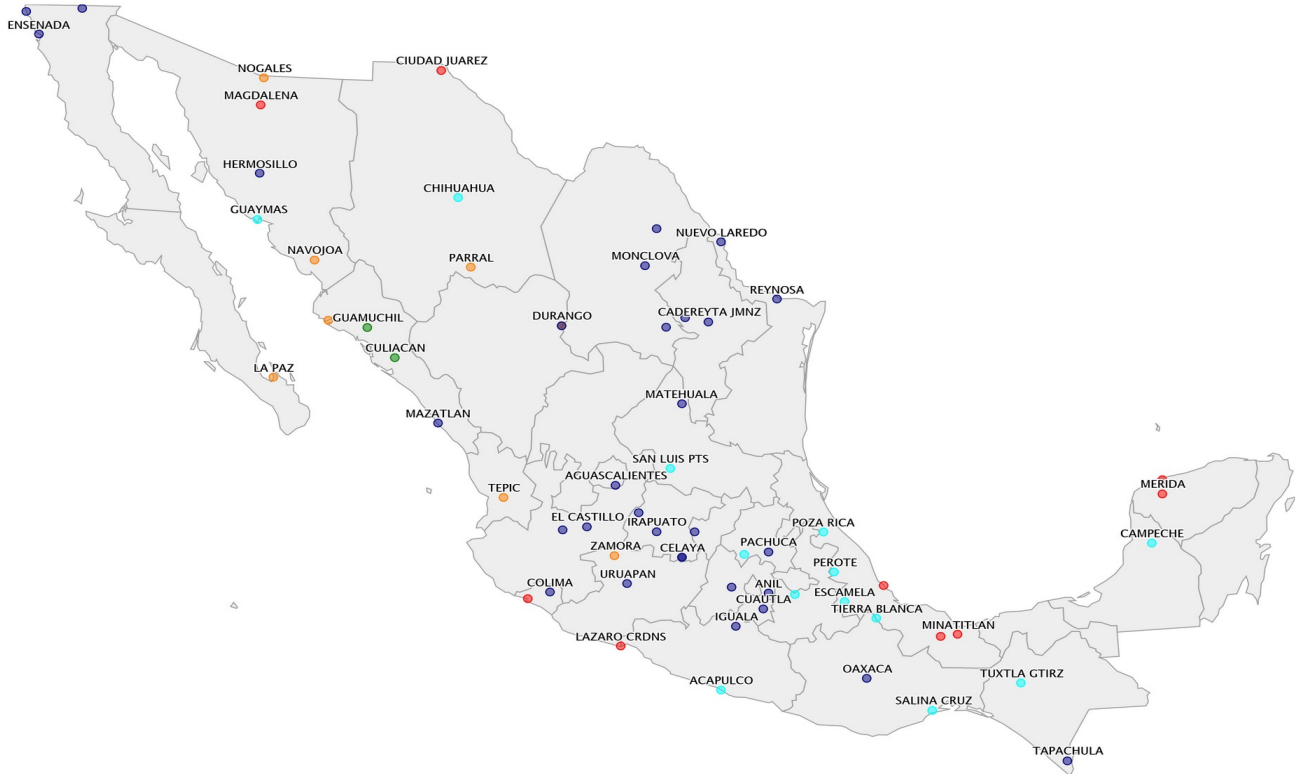 ENSENADA
NOGALES
CIUDAD JUAREZ
MAGDALENA
HERMOSILLO
CHIHUAHUA
GUAYMAS
NUEVO LAREDO
NAVOJOA
PARRAL
MONCLOVA
REYNOSA
GUAMUCHIL
DURANGO
CADEREYTA JMNZ
CULIACAN
LA PAZ
MATEHUALA
MAZATLAN
SAN LUIS PTS
AGUASCALIENTES
TEPIC
MERIDA
EL CASTILLO
IRAPUATO
POZA RICA
CAMPECHE
ZAMORA
CELAYA
PACHUCA
PEROTE
URUAPAN
COLIMA
ANIL
ESCAMELA
CUAUTLA
TIERRA BLANCA
IGUALA
MINATITLAN
LAZARO CRDNS
OAXACA
TUXTLA GTIRZ
ACAPULCO
SALINA CRUZ
TAPACHULA